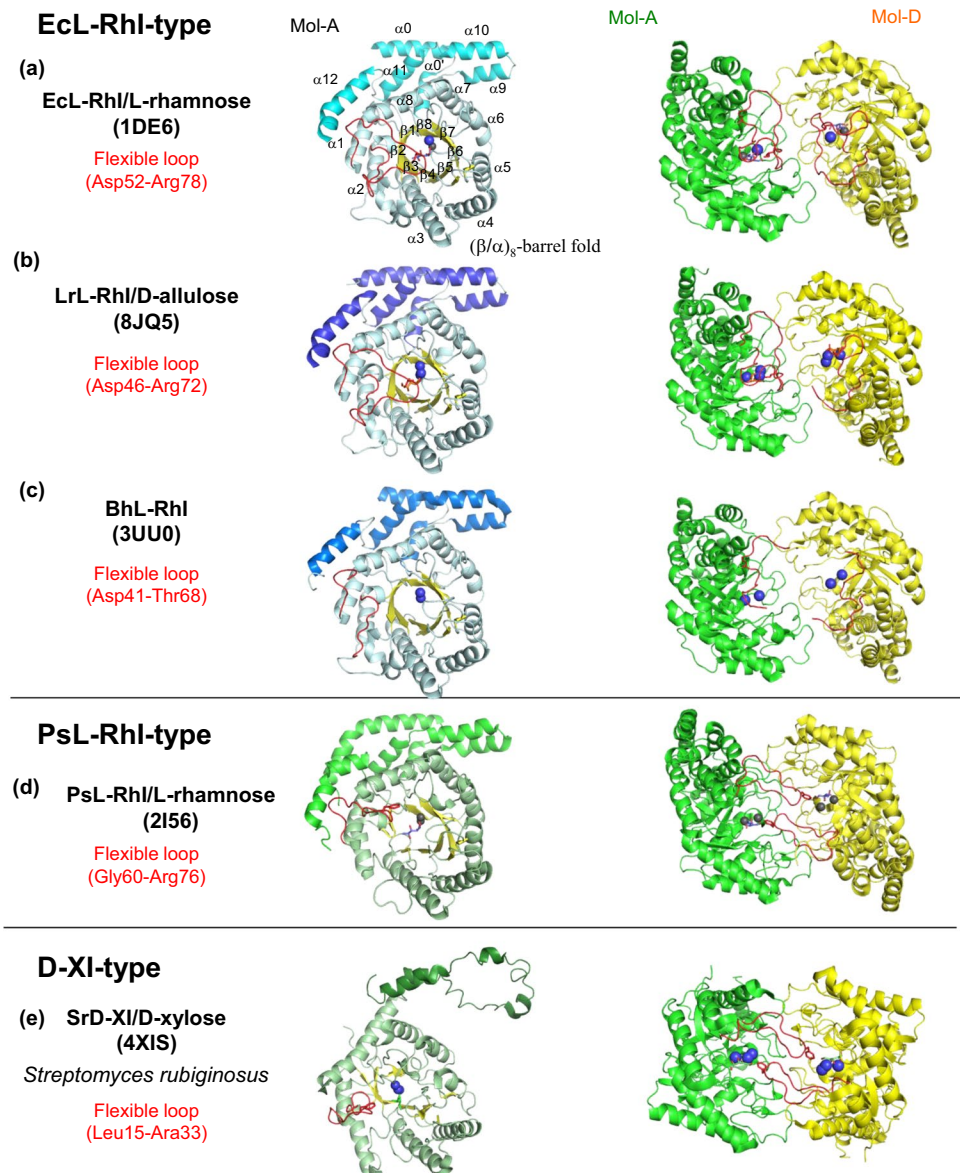 EcL-RhI-type
Mol-A
Mol-A
Mol-D
(a)
EcL-RhI/L-rhamnose
(1DE6)
Flexible loop
(Asp52-Arg78)
α0
α10
α12
α11
α0'
α9
α8
α7
α6
α1
β1
β8
β7
β2
β6
β3
β4
β5
α5
α2
α4
α3
(β/α)8-barrel fold
(b)
LrL-RhI/D-allulose
(8JQ5)
Flexible loop
(Asp46-Arg72)
(c)
BhL-RhI
(3UU0)
Flexible loop
(Asp41-Thr68)
PsL-RhI-type
(d)
PsL-RhI/L-rhamnose
(2I56)
Flexible loop
(Gly60-Arg76)
D-XI-type
(e)
SrD-XI/D-xylose
(4XIS)
Streptomyces rubiginosus
Flexible loop
(Leu15-Ara33)